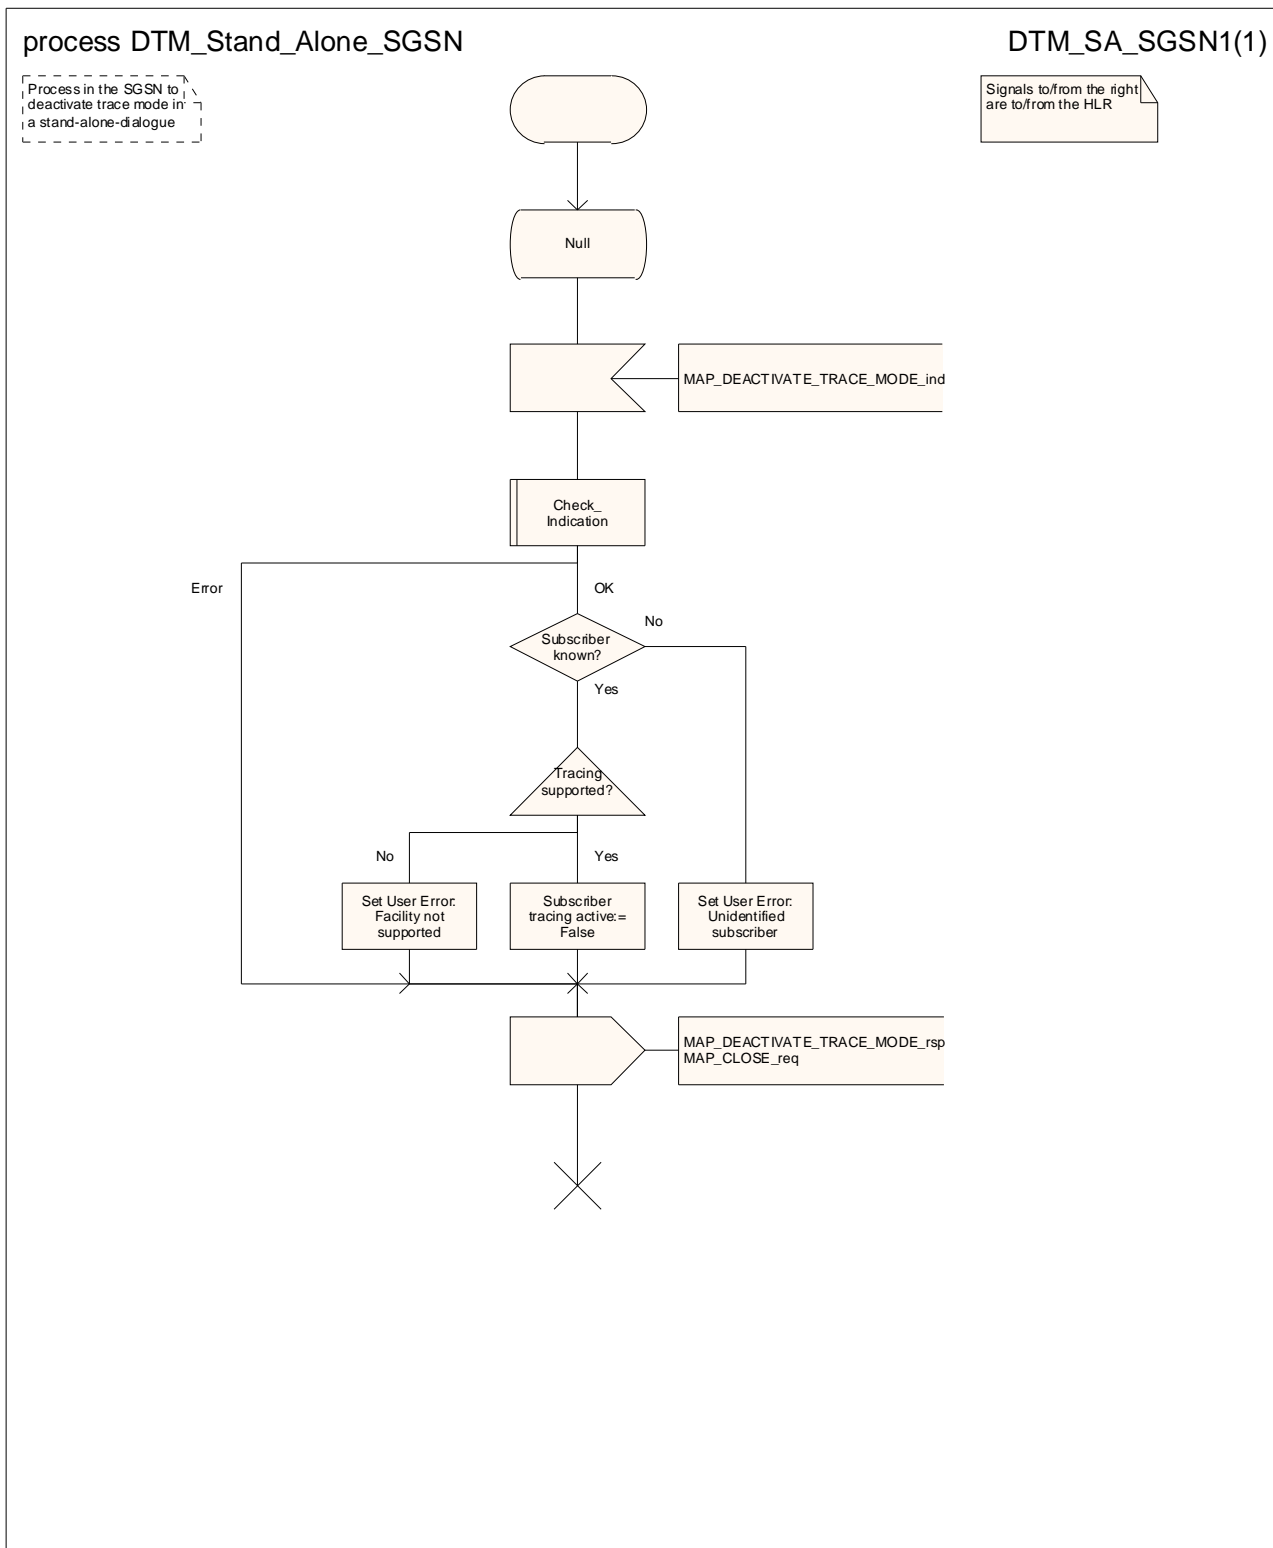 process DTM_Stand_Alone_SGSN
DTM_SA_SGSN1(1)
Process in the SGSN to
deactivate trace mode in
a stand-alone-dialogue
Signals to/from the right
are to/from the HLR
Null
MAP_DEACTIVATE_TRACE_MODE_ind
Check_
Indication
Error
OK
Subscriber
known?
No
Yes
Tracing
supported?
No
Yes
Set User Error:
Facility not
supported
Subscriber
tracing active:=
False
Set User Error:
Unidentified
subscriber
MAP_DEACTIVATE_TRACE_MODE_rsp
MAP_CLOSE_req